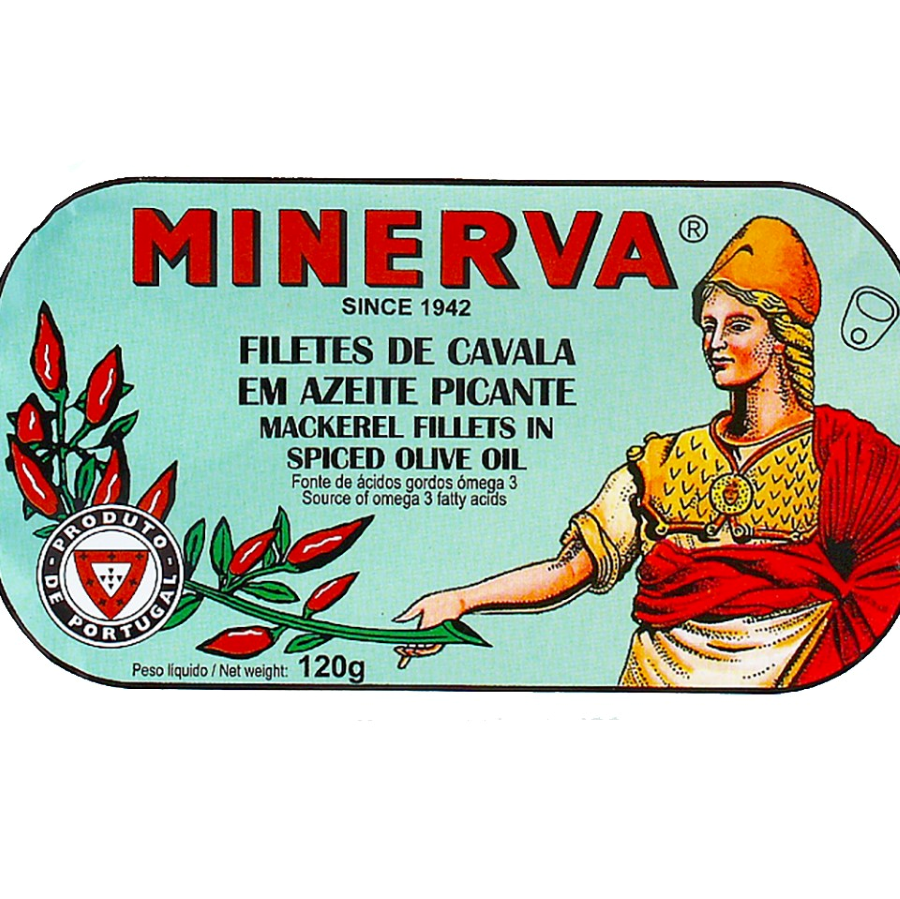 MINERVA®
SINCE 1942
FILETES DE CAVALA
EM AZEITE PICANTE
MACKEREL FILLETS IN
SPICED OLIVE OIL
Fonte de ácidos gordos ómega 3
Source of omega 3 fatty acids
PRODUTO
DE PORTUGAL
Peso líquido / Net weight: 120g